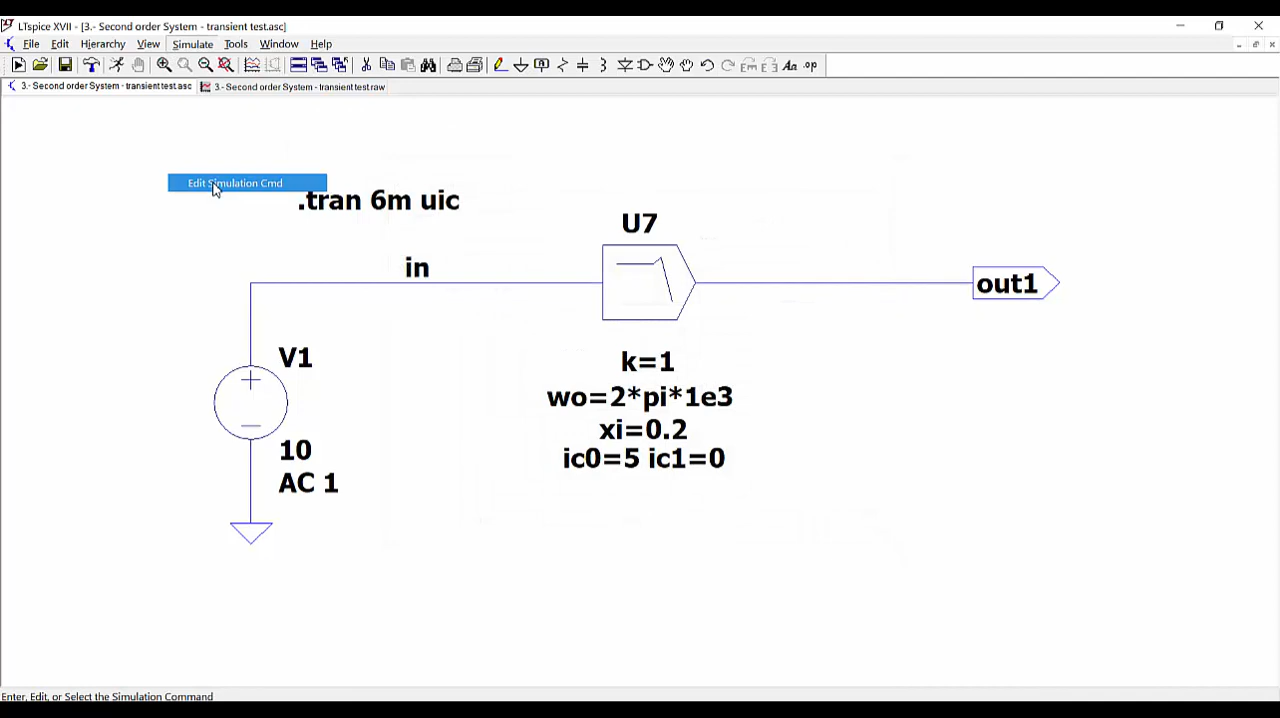 LTspice XVII - [3.- Second order System - transient test.asc]
File Edit Hierarchy View Simulate Tools Window Help
Aa .op
3.- Second order System - transient test.asc 3.- Second order System - transient test.raw
Edit Simulation Cmd
.tran 6m uic
U7
in
out1
V1
k=1
wo=2*pi*1e3
xi=0.2
10
ic0=5 ic1=0
AC 1
Enter, Edit, or Select the Simulation Command